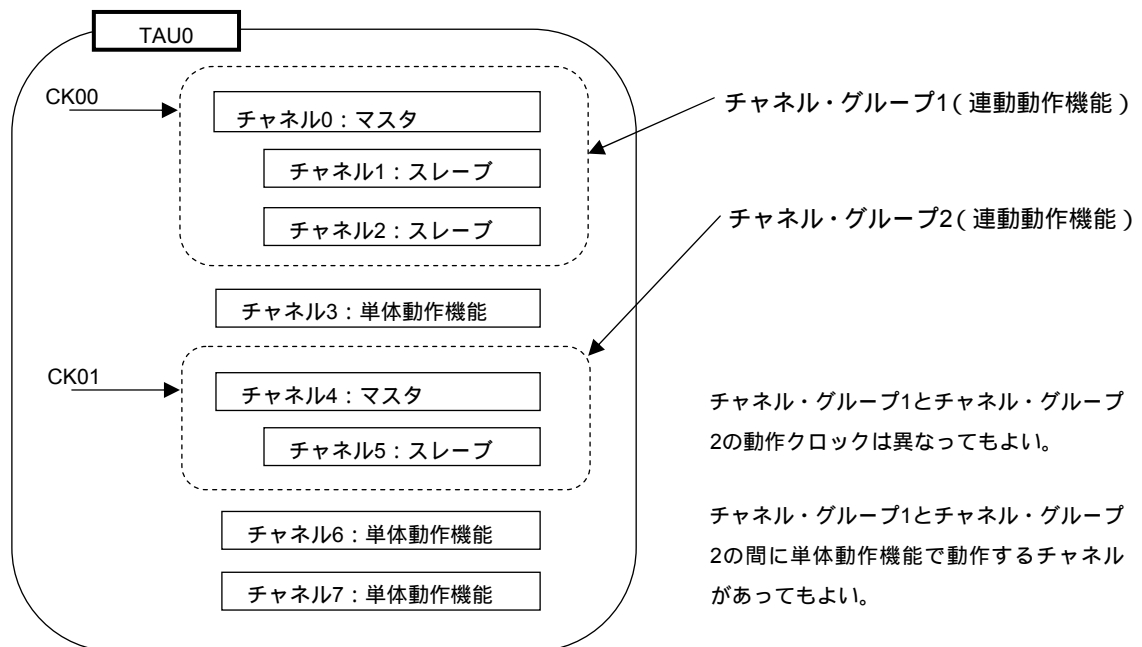 TAU0
CK00
チャネル0：マスタ
チャネル1：スレーブ
チャネル2：スレーブ
チャネル・グループ1（連動動作機能）
チャネル・グループ2（連動動作機能）
チャネル3：単体動作機能
CK01
チャネル4：マスタ
チャネル5：スレーブ
チャネル6：単体動作機能
チャネル7：単体動作機能
チャネル・グループ1とチャネル・グループ
2の動作クロックは異なってもよい。
チャネル・グループ1とチャネル・グループ
2の間に単体動作機能で動作するチャネル
があってもよい。